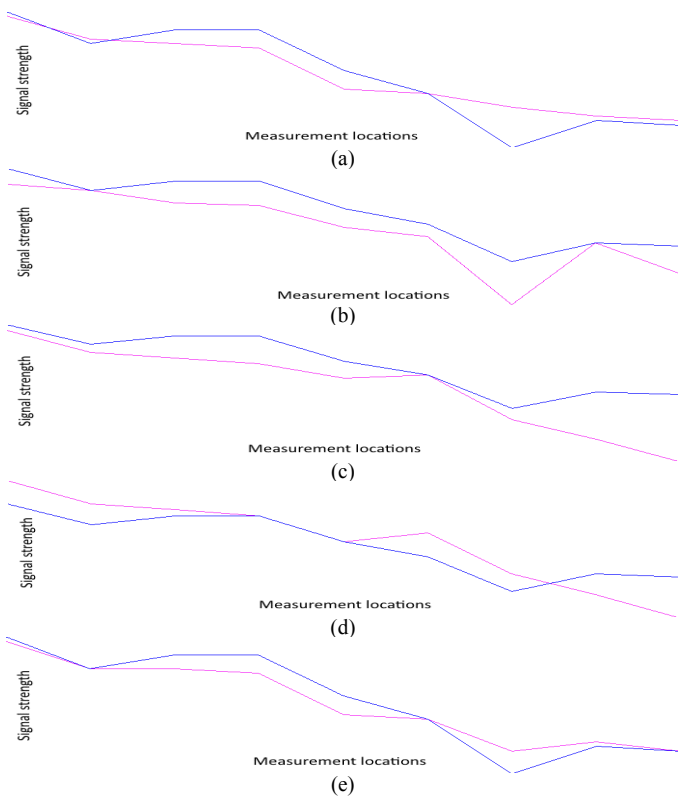 Signal strength
Measurement locations
(a)
Signal strength
Measurement locations
(b)
Signal strength
Measurement locations
(c)
Signal strength
Measurement locations
(d)
Signal strength
Measurement locations
(e)